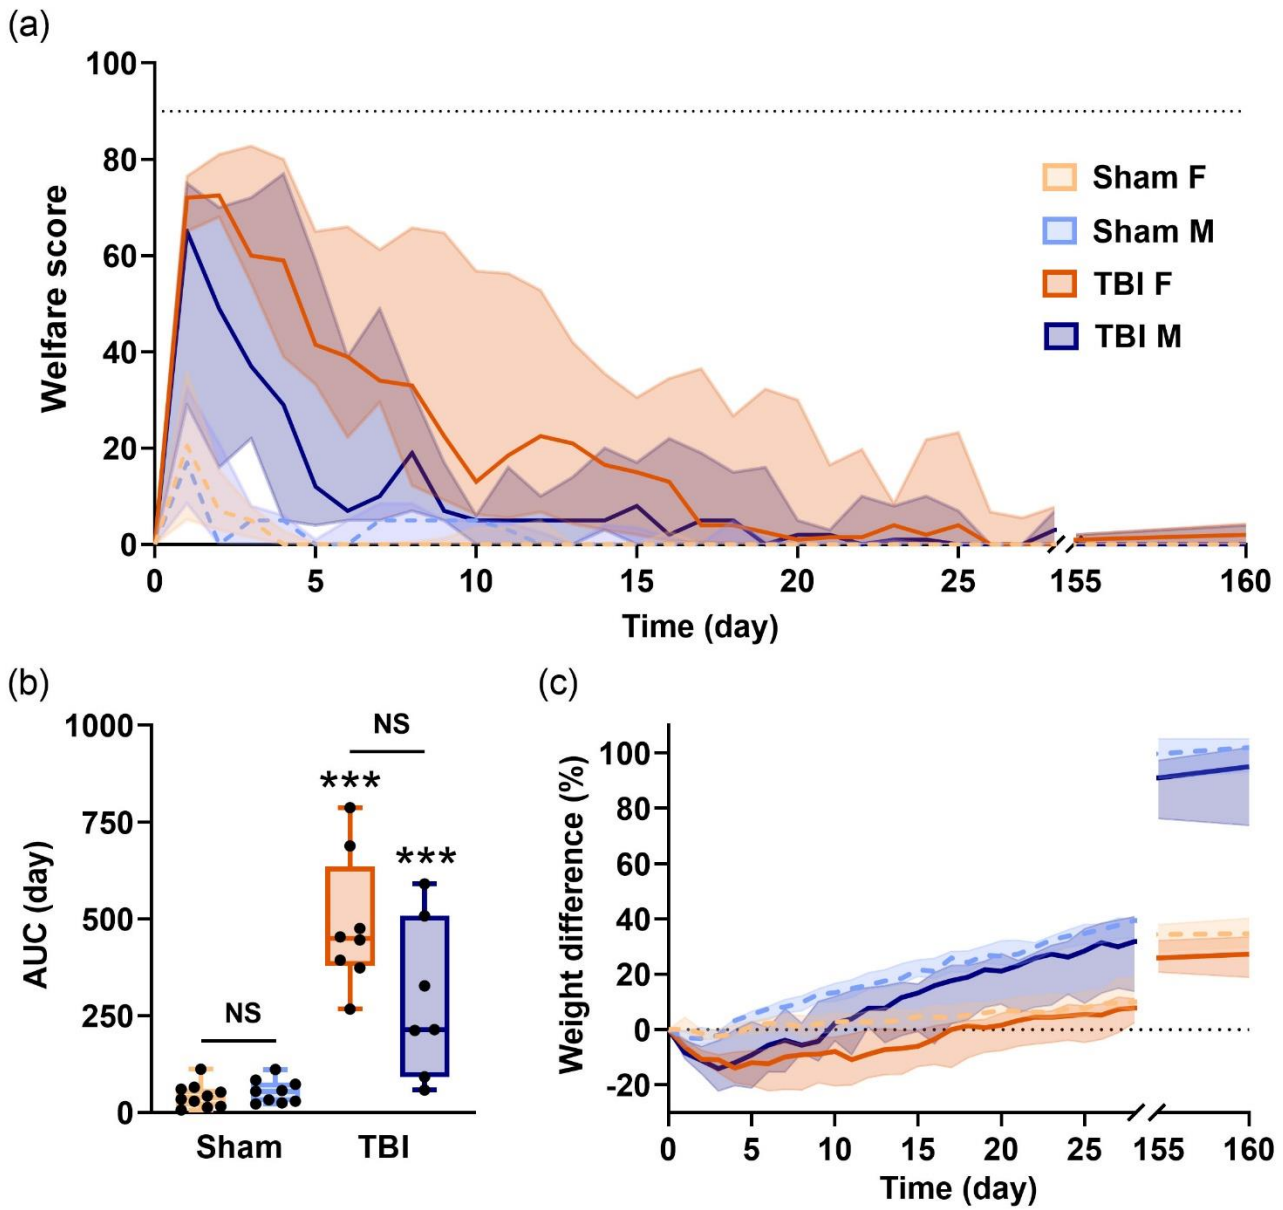 (a)
100
80
60
40
20
0
Welfare score
Sham F
Sham M
TBI F
TBI M
0 5 10 15 20 25 155 160
Time (day)
(b)
1000
750
500
250
0
AUC (day)
NS
***
***
NS
Sham TBI
(c)
100
80
60
40
20
0
-20
Weight difference (%)
0 5 10 15 20 25 155 160
Time (day)